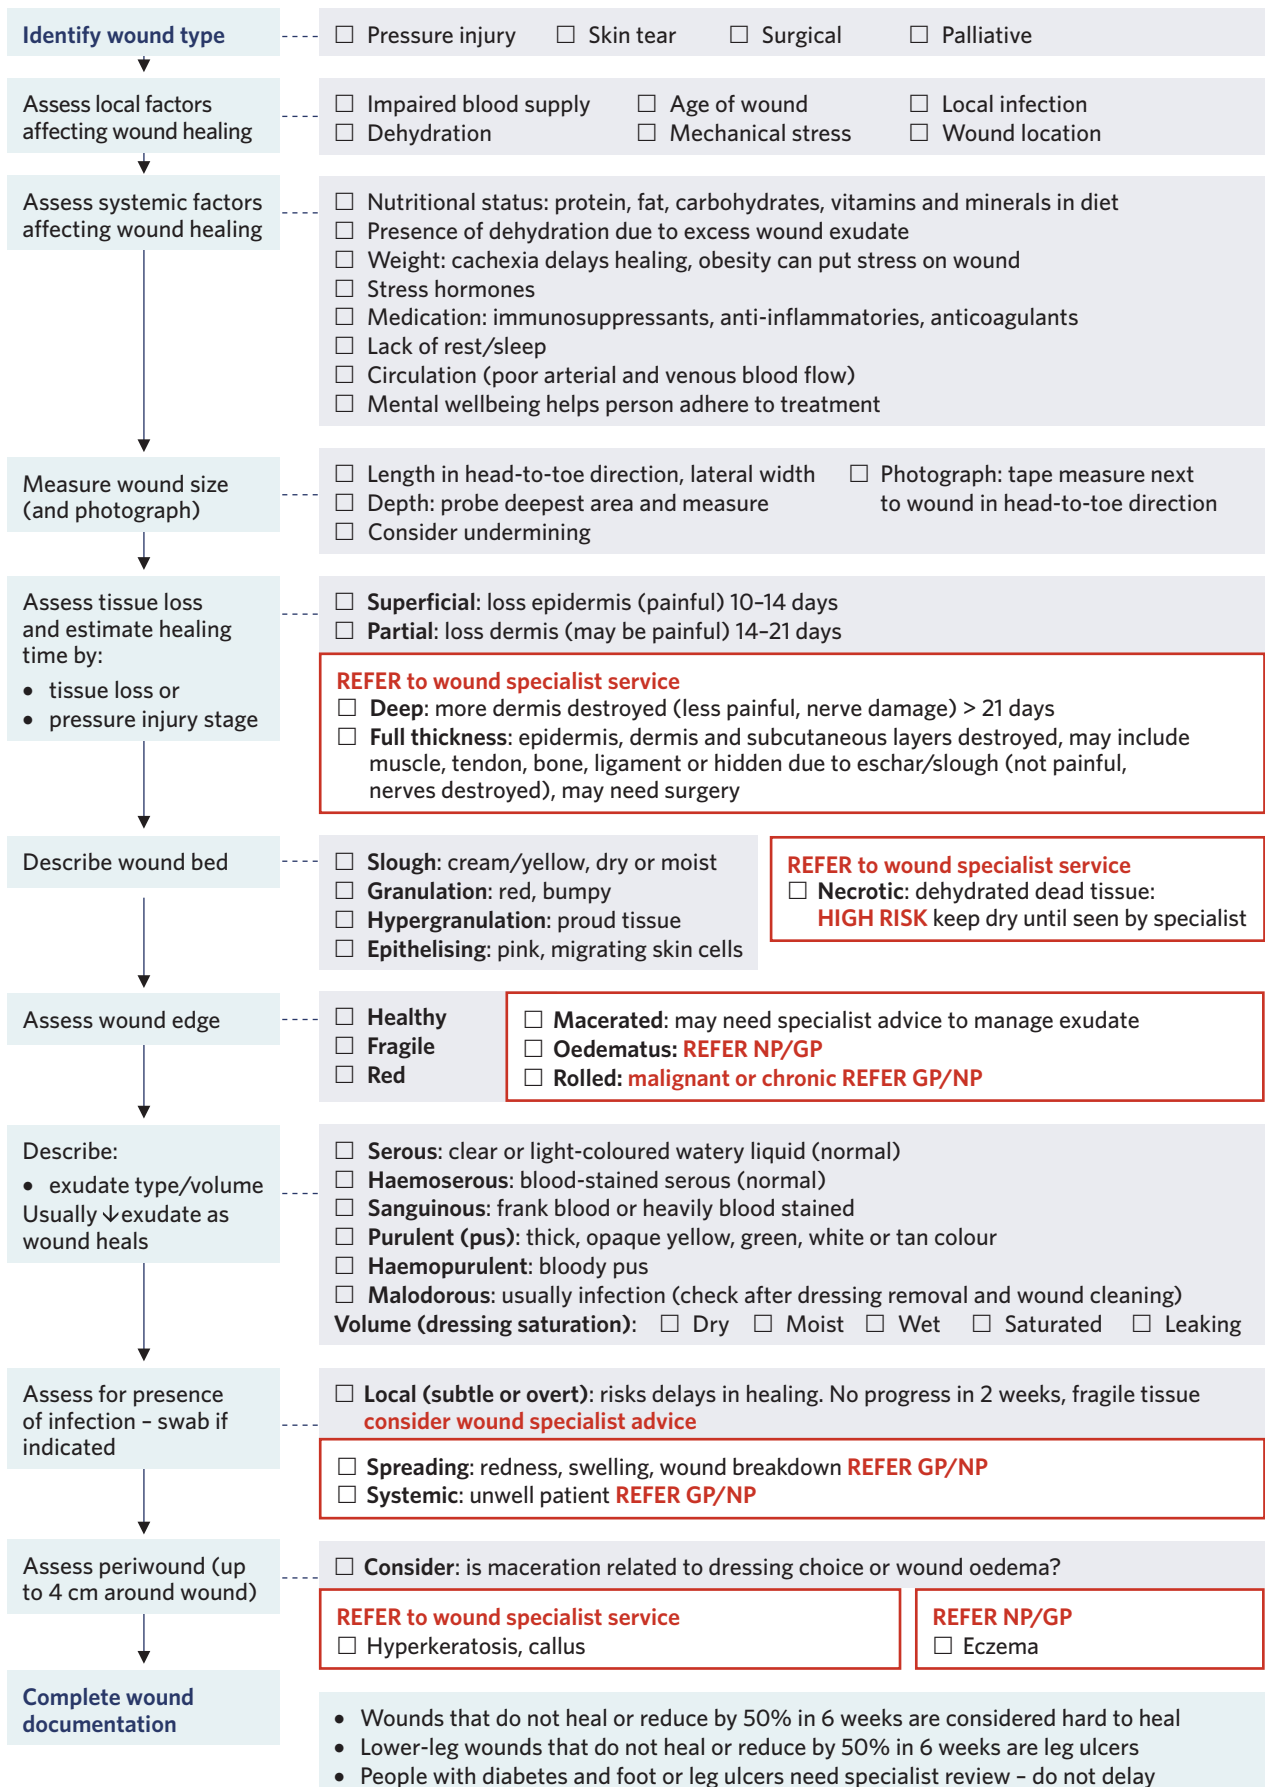 Identify wound type
☐ Pressure injury ☐ Skin tear ☐ Surgical ☐ Palliative
Assess local factors
affecting wound healing
☐ Impaired blood supply ☐ Age of wound ☐ Local infection
☐ Dehydration ☐ Mechanical stress ☐ Wound location
Assess systemic factors
affecting wound healing
☐ Nutritional status: protein, fat, carbohydrates, vitamins and minerals in diet
☐ Presence of dehydration due to excess wound exudate
☐ Weight: cachexia delays healing, obesity can put stress on wound
☐ Stress hormones
☐ Medication: immunosuppressants, anti-inflammatories, anticoagulants
☐ Lack of rest/sleep
☐ Circulation (poor arterial and venous blood flow)
☐ Mental wellbeing helps person adhere to treatment
Measure wound size
(and photograph)
☐ Length in head-to-toe direction, lateral width
☐ Depth: probe deepest area and measure
☐ Consider undermining
☐ Photograph: tape measure next
to wound in head-to-toe direction
Assess tissue loss
and estimate healing
time by:
• tissue loss or
• pressure injury stage
☐ Superficial: loss epidermis (painful) 10–14 days
☐ Partial: loss dermis (may be painful) 14–21 days
REFER to wound specialist service
☐ Deep: more dermis destroyed (less painful, nerve damage) > 21 days
☐ Full thickness: epidermis, dermis and subcutaneous layers destroyed, may include
muscle, tendon, bone, ligament or hidden due to eschar/slough (not painful,
nerves destroyed), may need surgery
Describe wound bed
☐ Slough: cream/yellow, dry or moist
☐ Granulation: red, bumpy
☐ Hypergranulation: proud tissue
☐ Epithelising: pink, migrating skin cells
REFER to wound specialist service
☐ Necrotic: dehydrated dead tissue:
HIGH RISK keep dry until seen by specialist
Assess wound edge
☐ Healthy
☐ Fragile
☐ Red
☐ Macerated: may need specialist advice to manage exudate
☐ Oedematus: REFER NP/GP
☐ Rolled: malignant or chronic REFER GP/NP
Describe:
• exudate type/volume
Usually ↓exudate as
wound heals
☐ Serous: clear or light-coloured watery liquid (normal)
☐ Haemoserous: blood-stained serous (normal)
☐ Sanguinous: frank blood or heavily blood stained
☐ Purulent (pus): thick, opaque yellow, green, white or tan colour
☐ Haemopurulent: bloody pus
☐ Malodorous: usually infection (check after dressing removal and wound cleaning)
Volume (dressing saturation): ☐ Dry ☐ Moist ☐ Wet ☐ Saturated ☐ Leaking
Assess for presence
of infection – swab if
indicated
☐ Local (subtle or overt): risks delays in healing. No progress in 2 weeks, fragile tissue
consider wound specialist advice
☐ Spreading: redness, swelling, wound breakdown REFER GP/NP
☐ Systemic: unwell patient REFER GP/NP
Assess periwound (up
to 4 cm around wound)
☐ Consider: is maceration related to dressing choice or wound oedema?
REFER to wound specialist service
☐ Hyperkeratosis, callus
REFER NP/GP
☐ Eczema
Complete wound
documentation
• Wounds that do not heal or reduce by 50% in 6 weeks are considered hard to heal
• Lower-leg wounds that do not heal or reduce by 50% in 6 weeks are leg ulcers
• People with diabetes and foot or leg ulcers need specialist review – do not delay